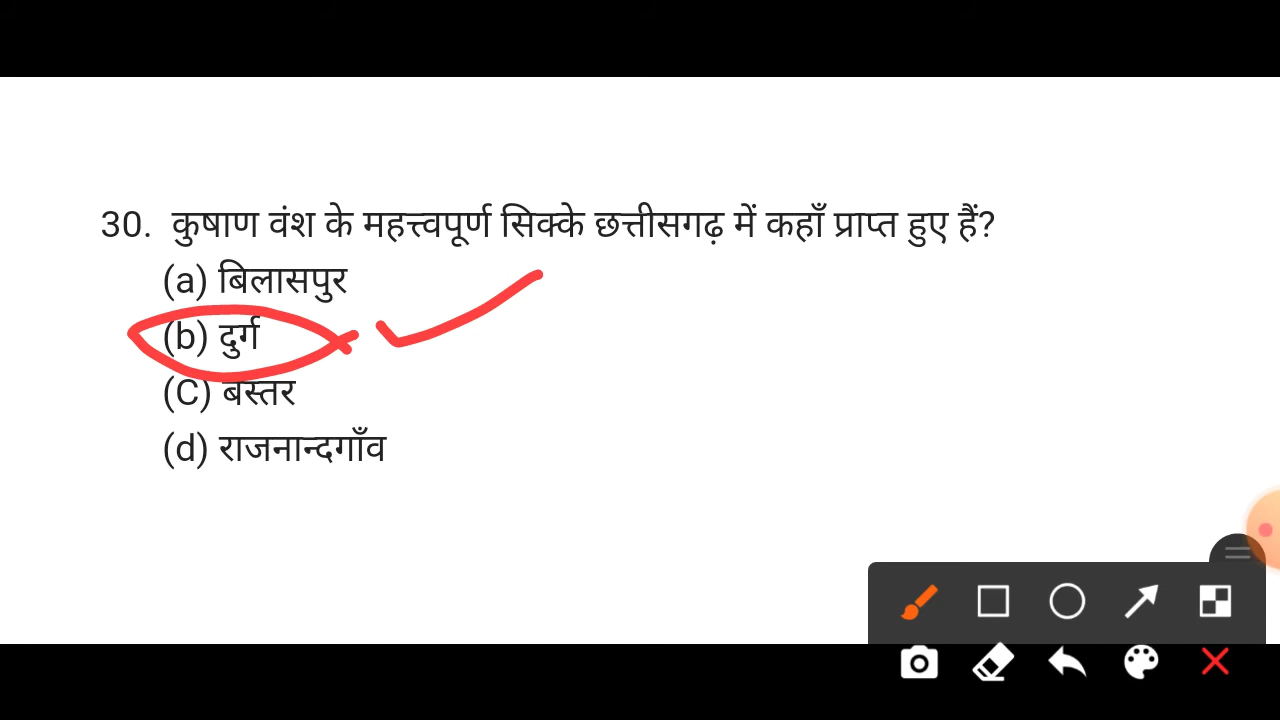 30. कुषाण वंश के महत्त्वपूर्ण सिक्के छत्तीसगढ़ में कहाँ प्राप्त हुए हैं?
(a) बिलासपुर
(b) दुर्ग
(C) बस्तर
(d) राजनान्दगाँव